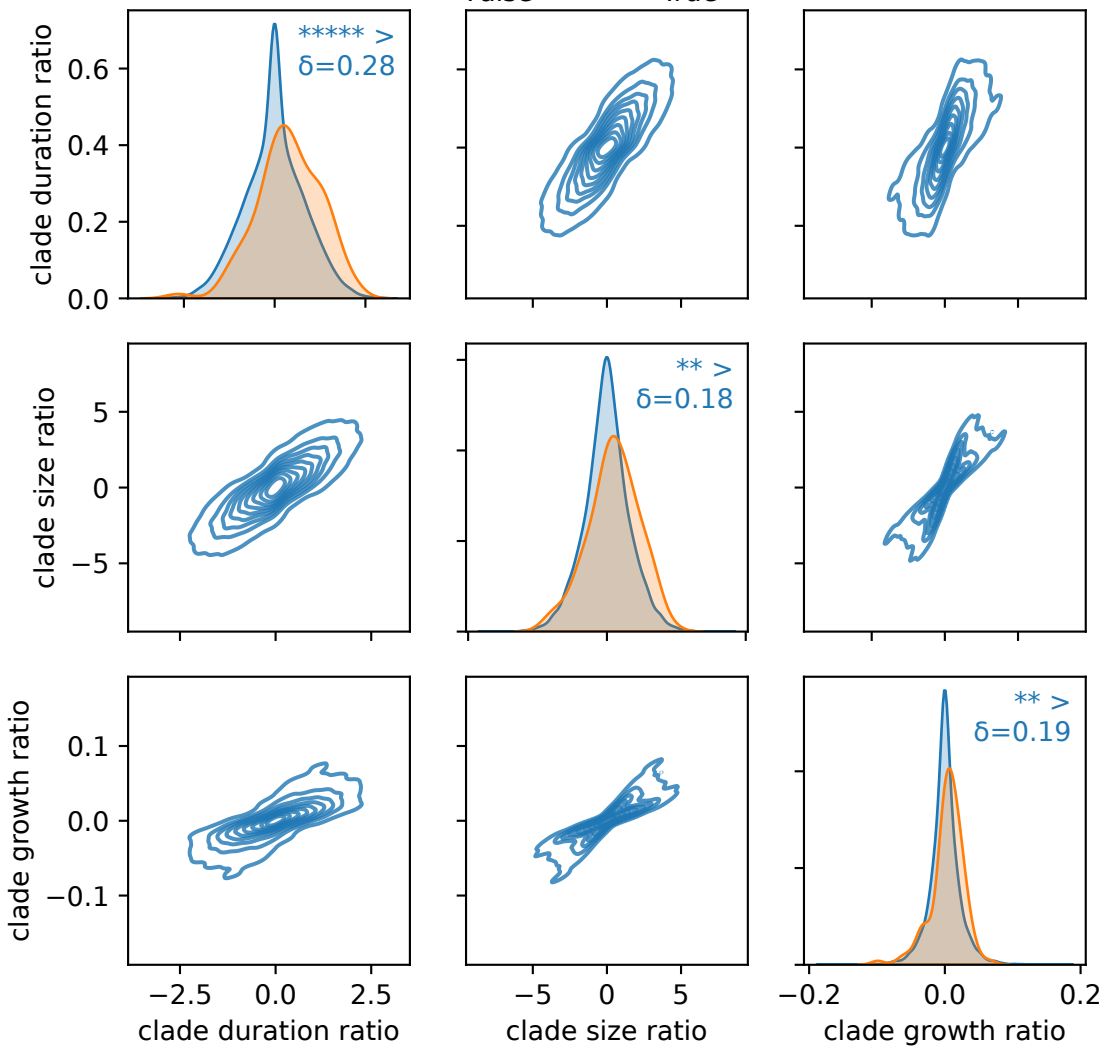 False True
clade duration ratio
0.6
0.4
0.2
0.0
***** >
δ=0.28
clade size ratio
5
0
−5
** >
δ=0.18
clade growth ratio
0.1
0.0
−0.1
** >
δ=0.19
−2.5 0.0 2.5
−5 0 5
−0.2 0.0 0.2
clade duration ratio
clade size ratio
clade growth ratio